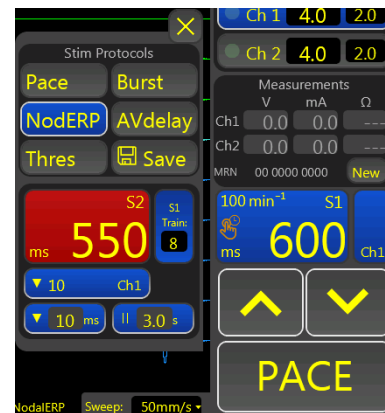 Stim Protocols
Pace Burst
NodERP AVdelay
Thres Save
S2
ms 550
S1
Train:
8
▼ 10 Ch1
▼ 10 ms II 3.0 s
NodalERP Sweep: 50mm/s ▾
Ch 1 4.0 2.0
Ch 2 4.0 2.0
Measurements
V mA Ω
Ch1 0.0 0.0 ---
Ch2 0.0 0.0 ---
MRN 00 0000 0000 New
100 min⁻¹ S1
ms 600
Ch1
PACE